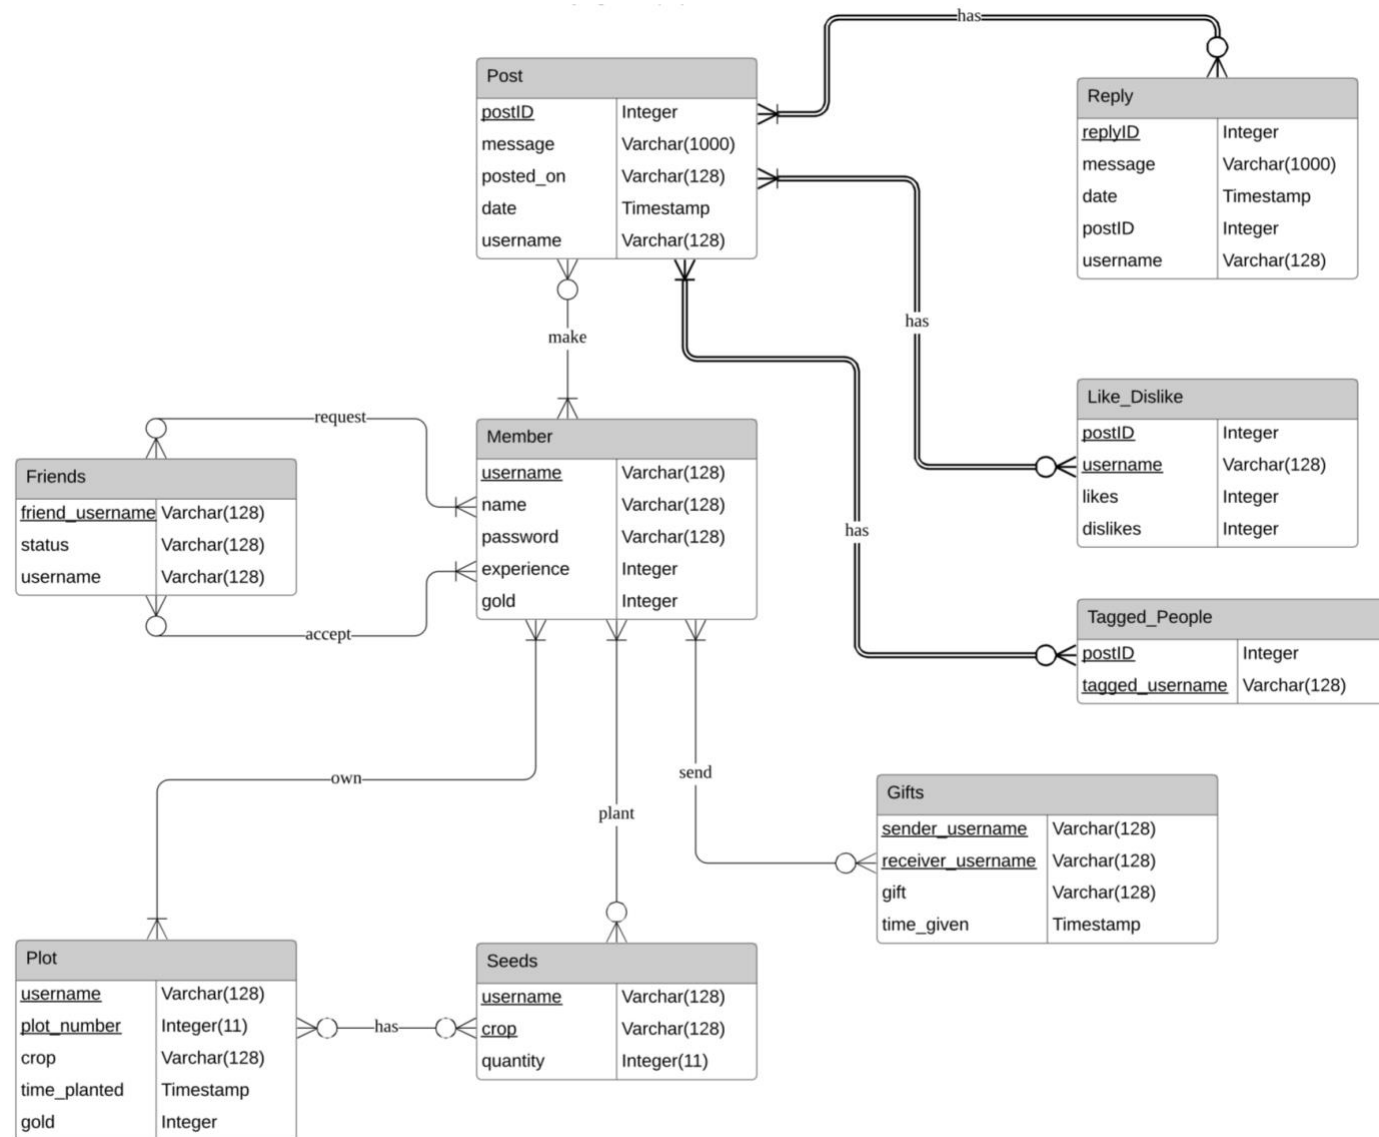 has
Post
postID Integer
message Varchar(1000)
posted_on Varchar(128)
date Timestamp
username Varchar(128)
Reply
replyID Integer
message Varchar(1000)
date Timestamp
postID Integer
username Varchar(128)
has
make
Like_Dislike
postID Integer
username Varchar(128)
likes Integer
dislikes Integer
request
Member
username Varchar(128)
name Varchar(128)
password Varchar(128)
experience Integer
gold Integer
Friends
friend_username Varchar(128)
status Varchar(128)
username Varchar(128)
has
accept
Tagged_People
postID Integer
tagged_username Varchar(128)
own
plant
send
Gifts
sender_username Varchar(128)
receiver_username Varchar(128)
gift Varchar(128)
time_given Timestamp
Plot
username Varchar(128)
plot_number Integer(11)
crop Varchar(128)
time_planted Timestamp
gold Integer
has
Seeds
username Varchar(128)
crop Varchar(128)
quantity Integer(11)